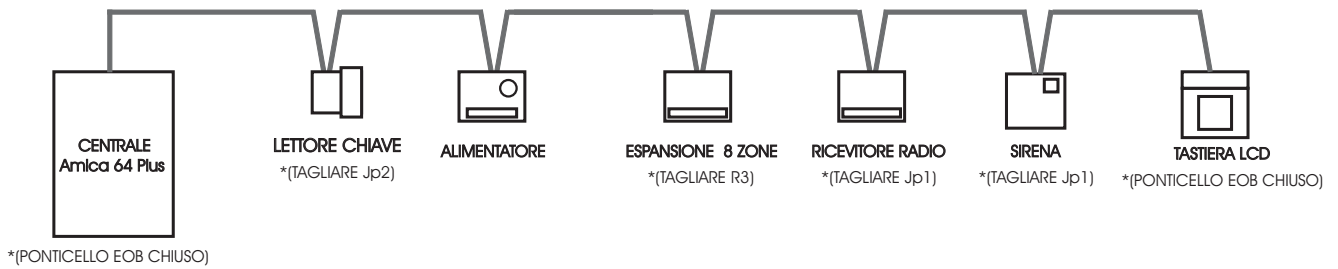 CENTRALE
Amica 64 Plus
*(PONTICELLO EOB CHIUSO)
LETTORE CHIAVE
*(TAGLIARE Jp2)
ALIMENTATORE
ESPANSIONE 8 ZONE
*(TAGLIARE R3)
RICEVITORE RADIO
*(TAGLIARE Jp1)
SIRENA
*(TAGLIARE Jp1)
TASTIERA LCD
*(PONTICELLO EOB CHIUSO)